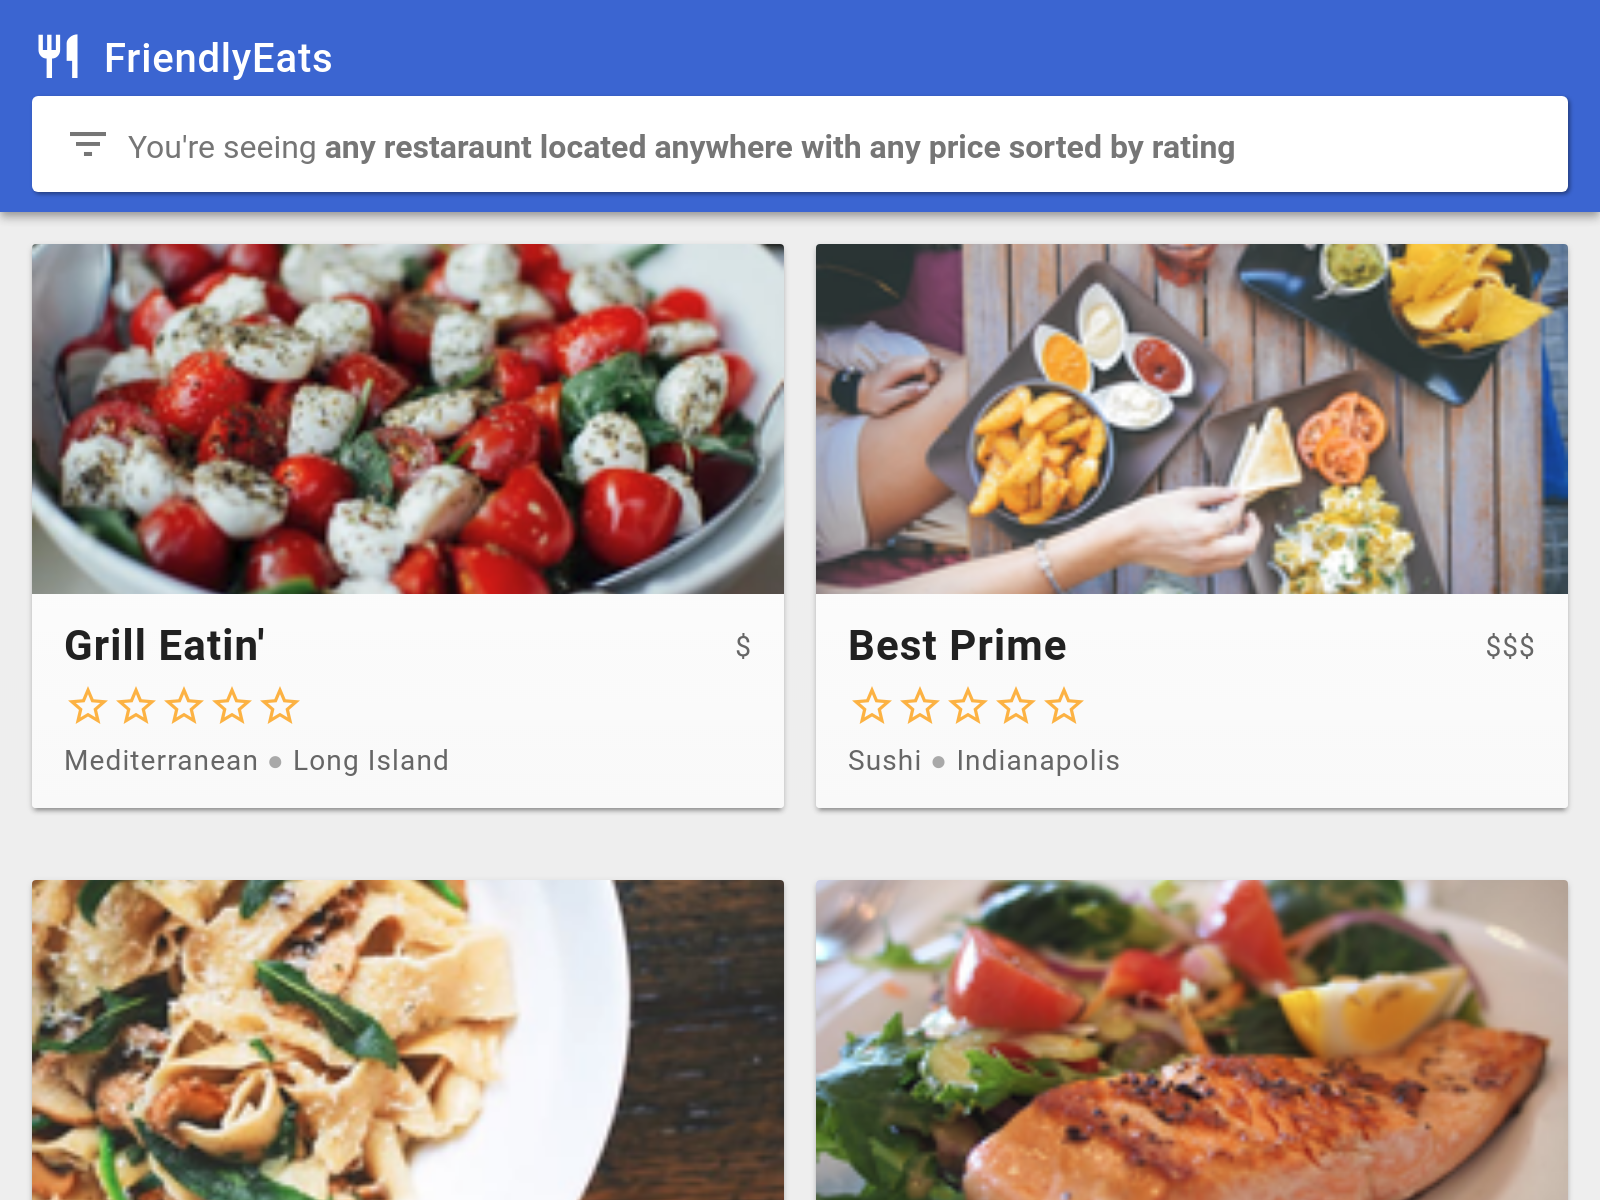 FriendlyEats
You're seeing any restaraunt located anywhere with any price sorted by rating
Grill Eatin'
$
Mediterranean ● Long Island
Best Prime
$$$
Sushi ● Indianapolis